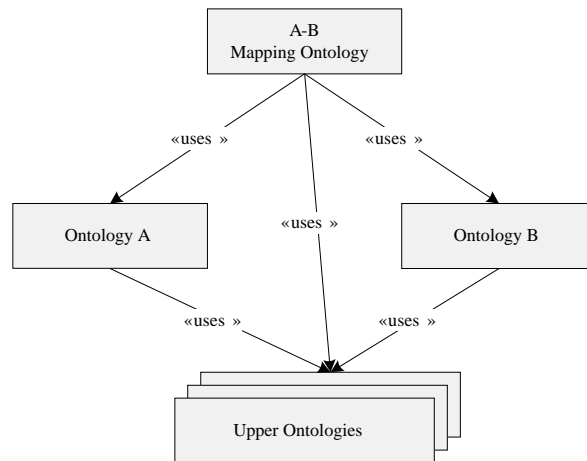 A-B
Mapping Ontology
«uses »
«uses »
Ontology A
«uses »
Ontology B
«uses »
«uses »
Upper Ontologies